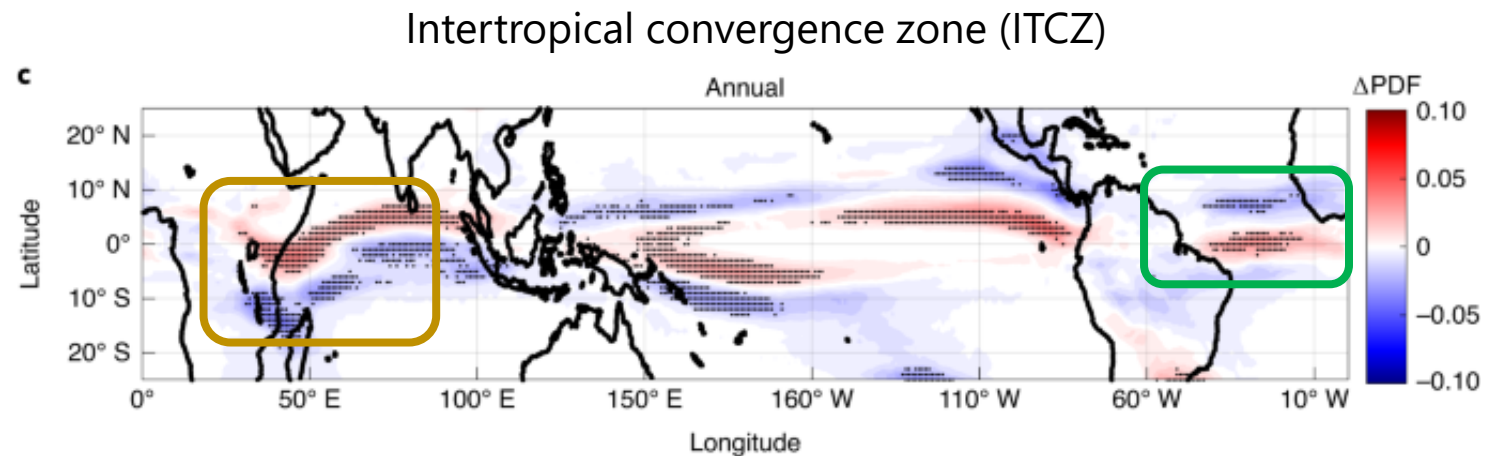 Intertropical convergence zone (ITCZ)
c
Annual
ΔPDF
20° N
10° N
0°
10° S
20° S
Latitude
0.10
0.05
0
−0.05
−0.10
0°
50° E
100° E
150° E
160° W
110° W
60° W
10° W
Longitude